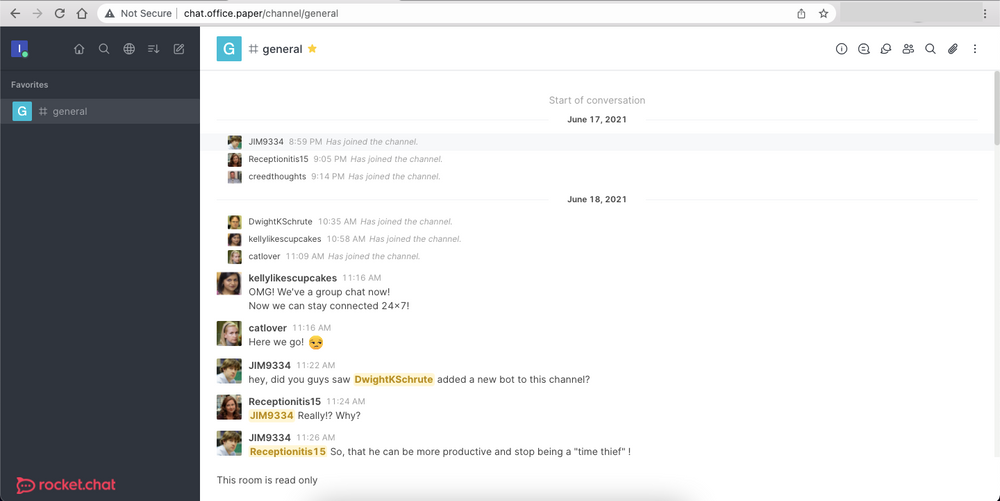 Not Secure | chat.office.paper/channel/general
I
G # general
Favorites
G # general
Start of conversation
June 17, 2021
JIM9334 8:59 PM Has joined the channel.
Receptionitis15 9:05 PM Has joined the channel.
creedthoughts 9:14 PM Has joined the channel.
June 18, 2021
DwightKSchrute 10:35 AM Has joined the channel.
kellylikescupcakes 10:58 AM Has joined the channel.
catlover 11:09 AM Has joined the channel.
kellylikescupcakes 11:16 AM
OMG! We've a group chat now!
Now we can stay connected 24×7!
catlover 11:16 AM
Here we go!
JIM9334 11:22 AM
hey, did you guys saw DwightKSchrute added a new bot to this channel?
Receptionitis15 11:24 AM
JIM9334 Really!? Why?
JIM9334 11:26 AM
Receptionitis15 So, that he can be more productive and stop being a "time thief" !
This room is read only
rocket.chat